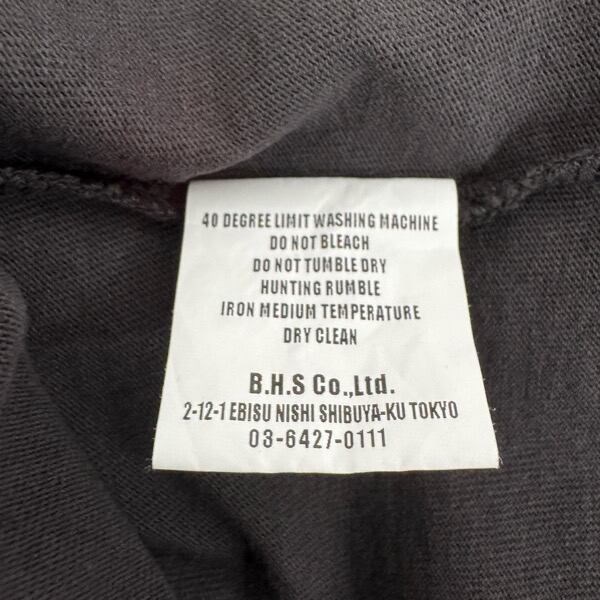 40 DEGREE LIMIT WASHING MACHINE
DO NOT BLEACH
DO NOT TUMBLE DRY
HUNTING RUMBLE
IRON MEDIUM TEMPERATURE
DRY CLEAN
B.H.S Co.,Ltd.
2-12-1 EBISU NISHI SHIBUYA-KU TOKYO
03-6427-0111